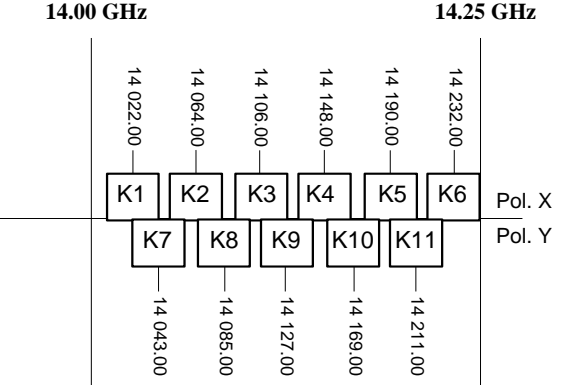 14.00 GHz 14.25 GHz
14 022.00 14 064.00 14 106.00 14 148.00 14 190.00 14 232.00
K1 K2 K3 K4 K5 K6 Pol. X
K7 K8 K9 K10 K11 Pol. Y
14 043.00 14 085.00 14 127.00 14 169.00 14 211.00